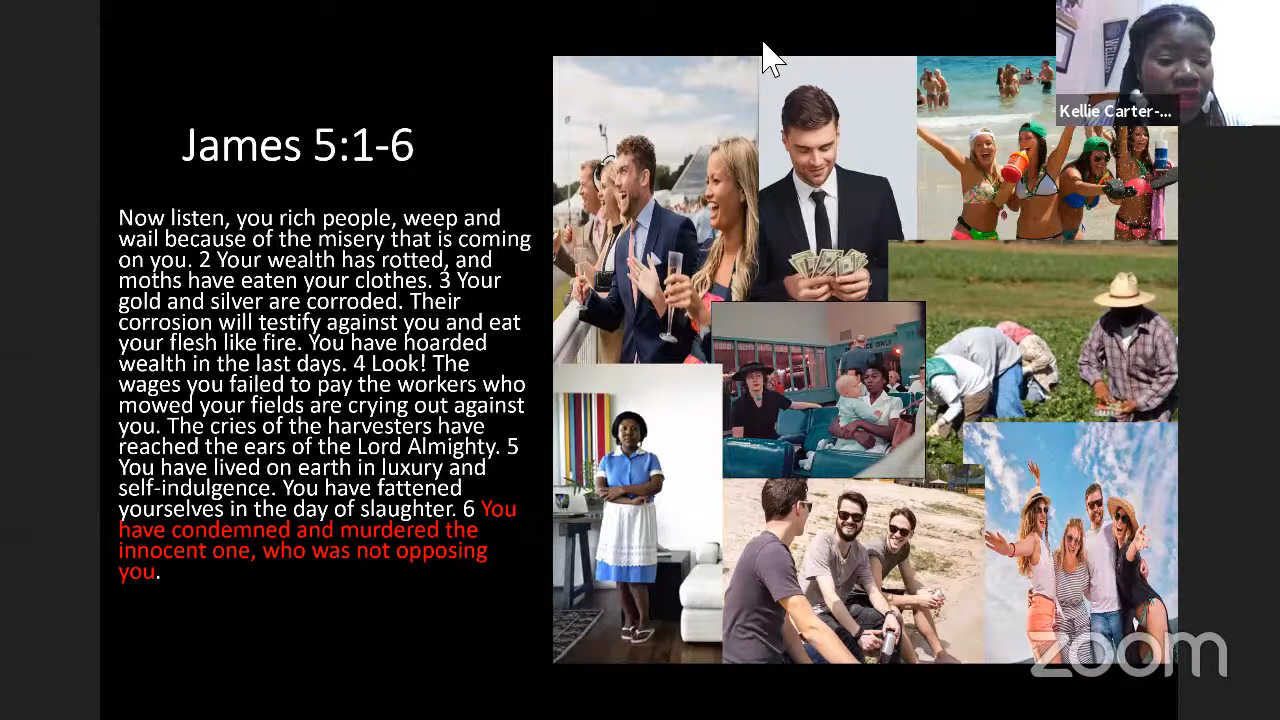 James 5:1-6
Now listen, you rich people, weep and
wail because of the misery that is coming
on you. 2 Your wealth has rotted, and
moths have eaten your clothes. 3 Your
gold and silver are corroded. Their
corrosion will testify against you and eat
your flesh like fire. You have hoarded
wealth in the last days. 4 Look! The
wages you failed to pay the workers who
mowed your fields are crying out against
you. The cries of the harvesters have
reached the ears of the Lord Almighty. 5
You have lived on earth in luxury and
self-indulgence. You have fattened
yourselves in the day of slaughter. 6 You
have condemned and murdered the
innocent one, who was not opposing
you.
Kellie Carter-...
ONLY
zoom